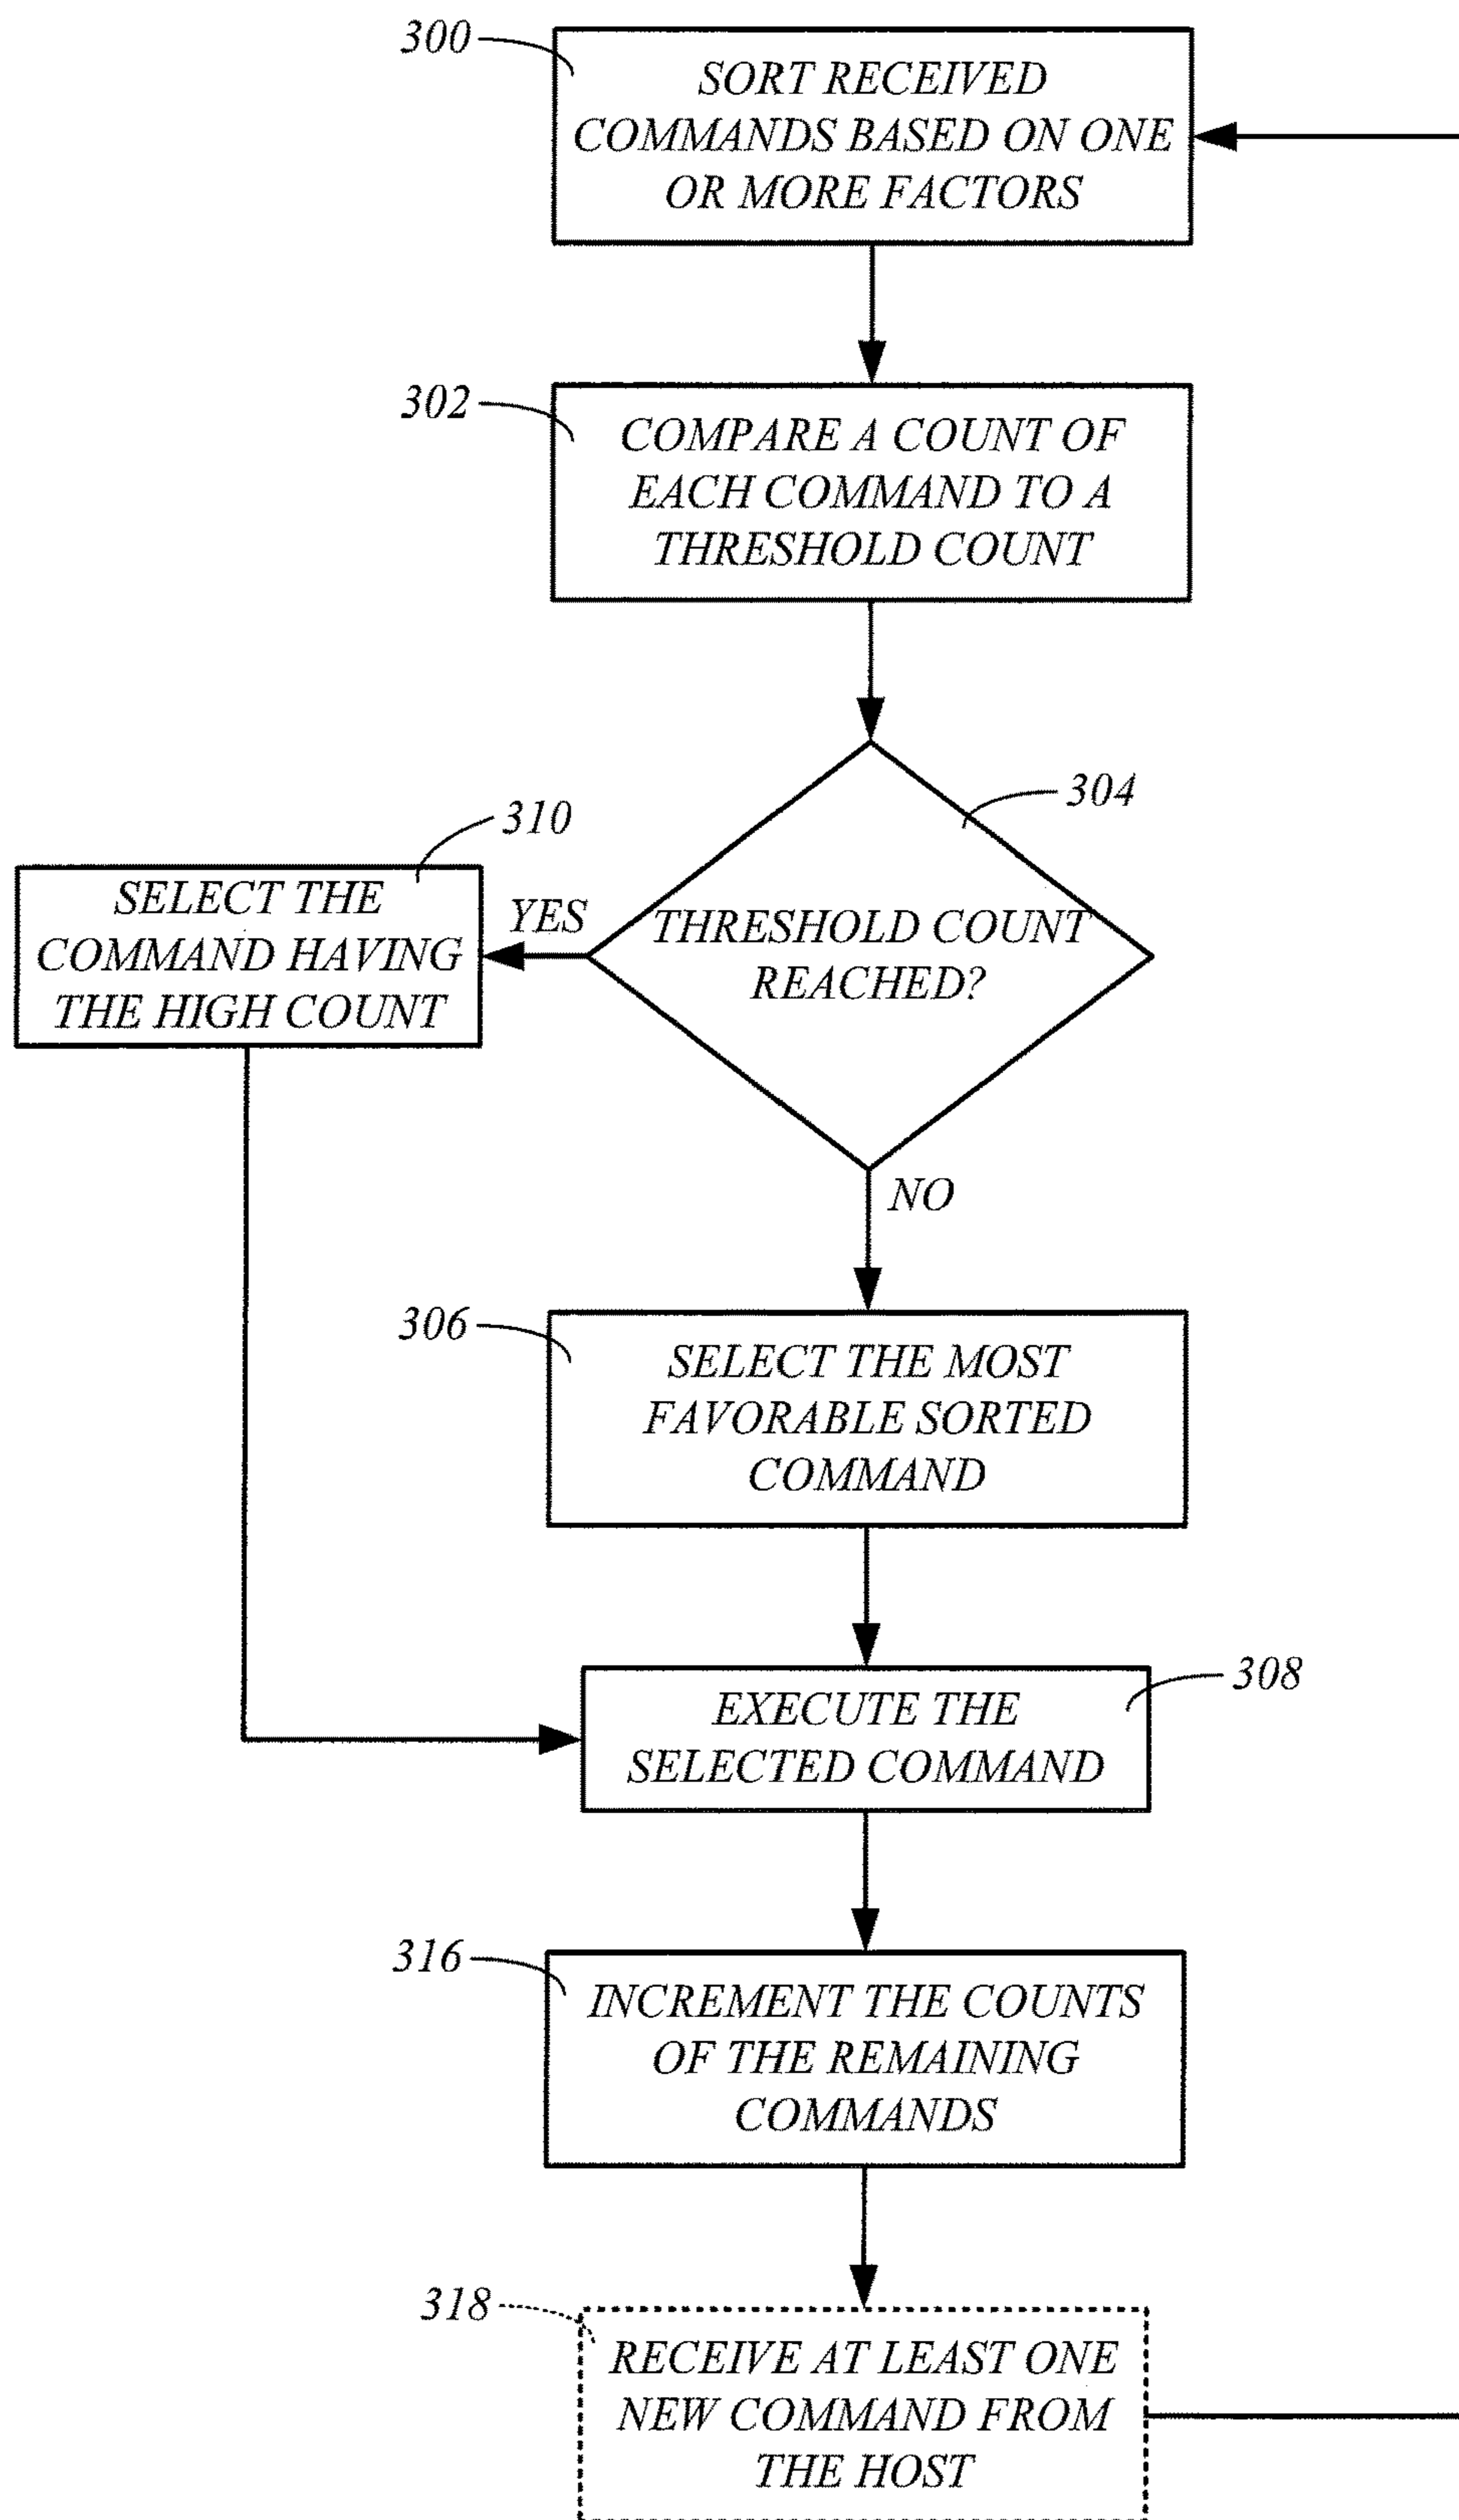 300
SORT RECEIVED
COMMANDS BASED ON ONE
OR MORE FACTORS
302
COMPARE A COUNT OF
EACH COMMAND TO A
THRESHOLD COUNT
304
THRESHOLD COUNT
REACHED?
YES
310
SELECT THE
COMMAND HAVING
THE HIGH COUNT
NO
306
SELECT THE MOST
FAVORABLE SORTED
COMMAND
308
EXECUTE THE
SELECTED COMMAND
316
INCREMENT THE COUNTS
OF THE REMAINING
COMMANDS
318
RECEIVE AT LEAST ONE
NEW COMMAND FROM
THE HOST